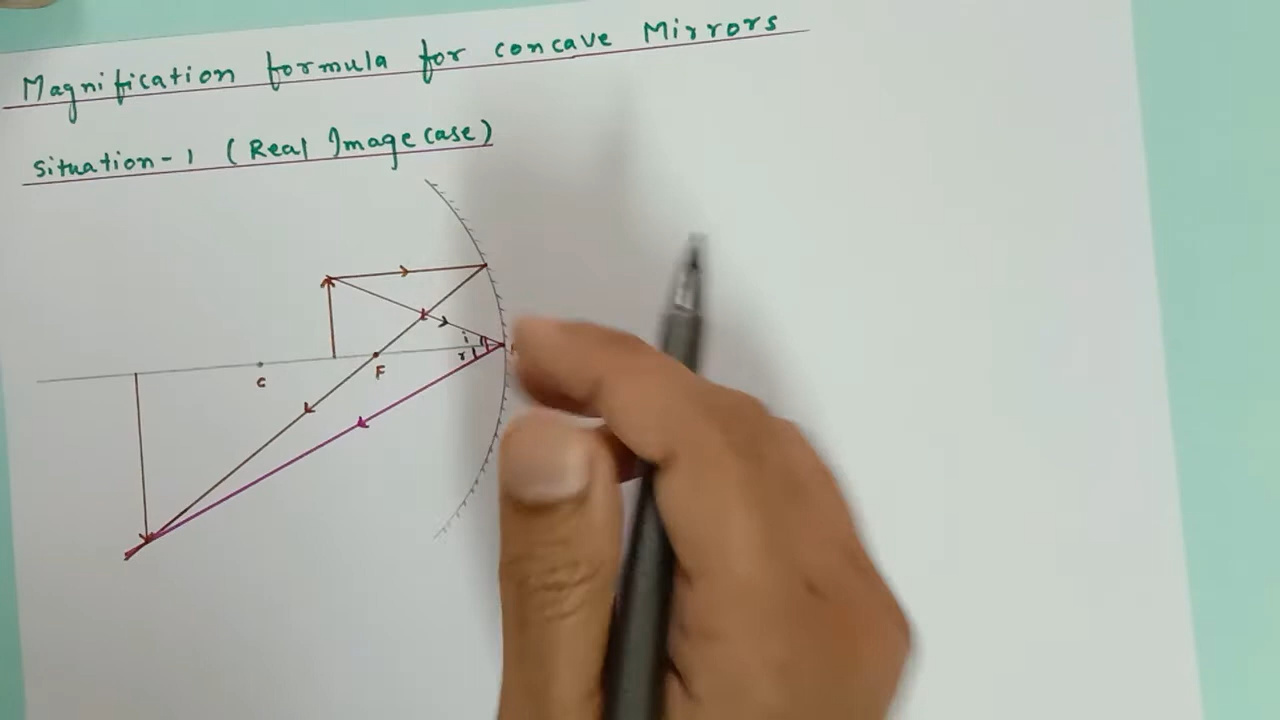 Magnification formula for concave Mirrors
Situation-1 (Real Image case)
i
r
C
F